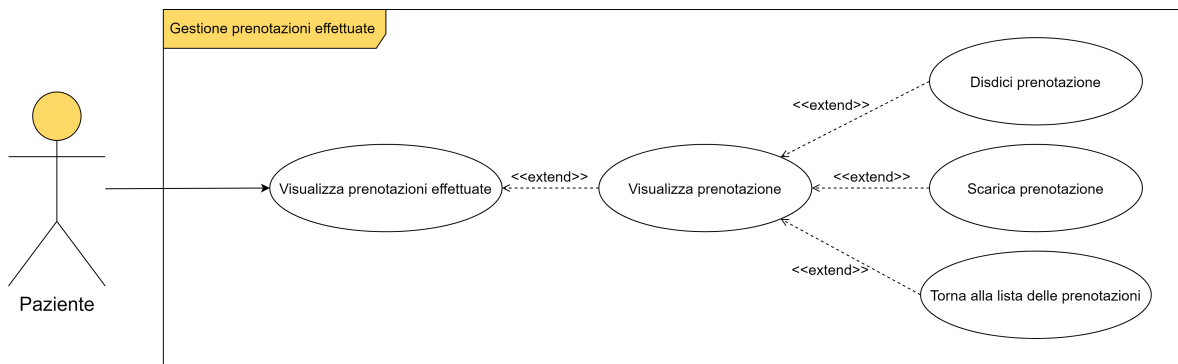 Gestione prenotazioni effettuate
Disdici prenotazione
<<extend>>
<<extend>>
<<extend>>
Visualizza prenotazioni effettuate
Visualizza prenotazione
Scarica prenotazione
<<extend>>
Torna alla lista delle prenotazioni
Paziente